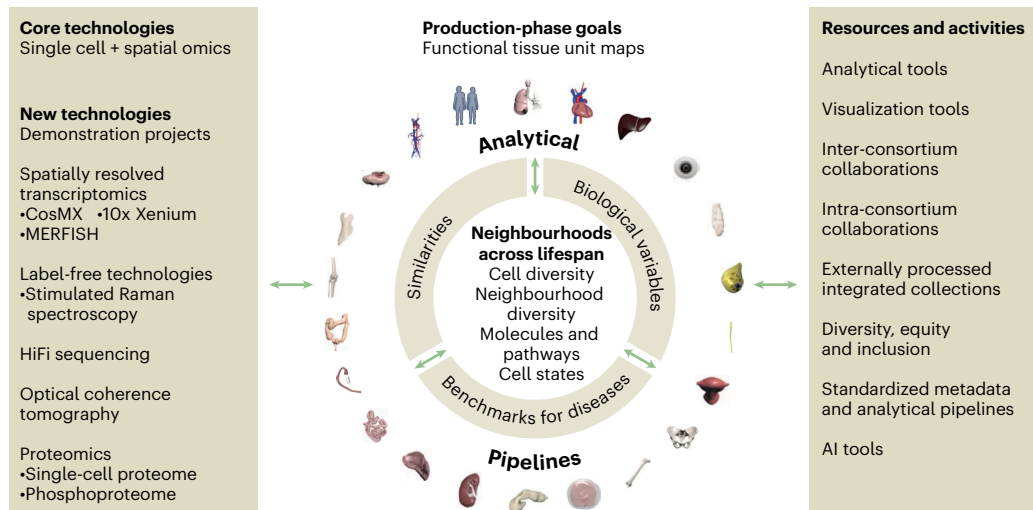 Core technologies
Single cell + spatial omics
New technologies
Demonstration projects
Spatially resolved
transcriptomics
•CosMX •10x Xenium
•MERFISH
Label-free technologies
•Stimulated Raman
spectroscopy
HiFi sequencing
Optical coherence
tomography
Proteomics
•Single-cell proteome
•Phosphoproteome
Production-phase goals
Functional tissue unit maps
Analytical
Similarities
Biological variables
Neighbourhoods
across lifespan
Cell diversity
Neighbourhood
diversity
Molecules and
pathways
Cell states
Benchmarks for diseases
Pipelines
Resources and activities
Analytical tools
Visualization tools
Inter-consortium
collaborations
Intra-consortium
collaborations
Externally processed
integrated collections
Diversity, equity
and inclusion
Standardized metadata
and analytical pipelines
AI tools